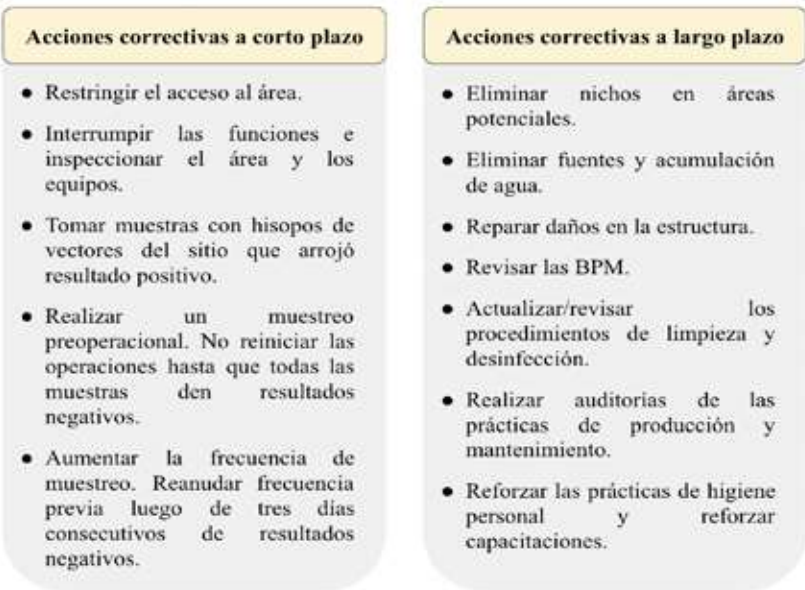 Acciones correctivas a corto plazo
● Restringir el acceso al área.
● Interrumpir las funciones e
inspeccionar el área y los
equipos.
● Tomar muestras con hisopos de
vectores del sitio que arrojó
resultado positivo.
● Realizar un muestreo
preoperacional. No reiniciar las
operaciones hasta que todas las
muestras den resultados
negativos.
● Aumentar la frecuencia de
muestreo. Reanudar frecuencia
previa luego de tres días
consecutivos de resultados
negativos.
Acciones correctivas a largo plazo
● Eliminar nichos en áreas
potenciales.
● Eliminar fuentes y acumulación
de agua.
● Reparar daños en la estructura.
● Revisar las BPM.
● Actualizar/revisar los
procedimientos de limpieza y
desinfección.
● Realizar auditorías de las
prácticas de producción y
mantenimiento.
● Reforzar las prácticas de higiene
personal y reforzar
capacitaciones.